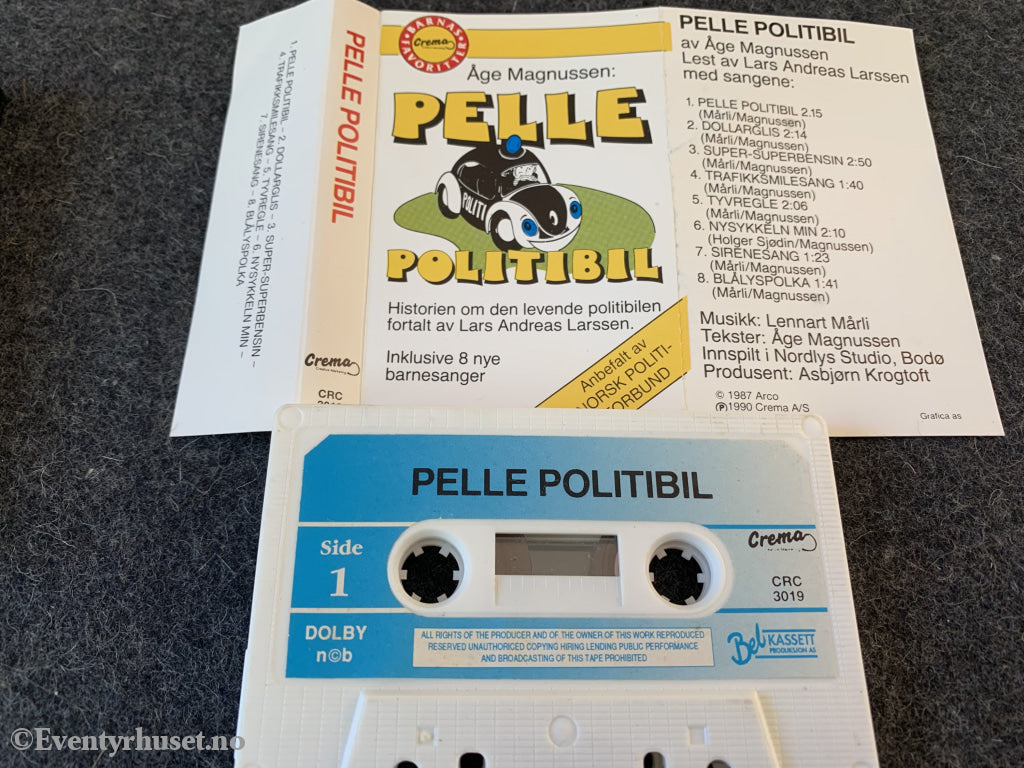 1. PELLE POLITIBIL – 2. DOLLARGLIS – 3. SUPER-SUPERBENSIN –
4. TRAFIKKSMILESANG – 5. TYVREGLE – 6. NYSYKKELN MIN –
7. SIRENESANG – 8. BLÅLYSPOLKA
PELLE POLITIBIL
Crema
CRC
BARNAS
Crema
FAVORITTER
Åge Magnussen:
PELLE
POLITI
POLITIBIL
Historien om den levende politibilen
fortalt av Lars Andreas Larssen.
Inklusive 8 nye
barnesanger
Anbefalt av
NORSK POLITI-
FORBUND
PELLE POLITIBIL
av Åge Magnussen
Lest av Lars Andreas Larssen
med sangene:
1. PELLE POLITIBIL 2.15
(Mårli/Magnussen)
2. DOLLARGLIS 2:14
(Mårli/Magnussen)
3. SUPER-SUPERBENSIN 2:50
(Mårli/Magnussen)
4. TRAFIKKSMILESANG 1:40
(Mårli/Magnussen)
5. TYVREGLE 2:06
(Mårli/Magnussen)
6. NYSYKKELN MIN 2:10
(Holger Sjødin/Magnussen)
7. SIRENESANG 1:23
(Mårli/Magnussen)
8. BLÅLYSPOLKA 1:41
(Mårli/Magnussen)
Musikk: Lennart Mårli
Tekster: Åge Magnussen
Innspilt i Nordlys Studio, Bodø
Produsent: Asbjørn Krogtoft
© 1987 Arco
℗1990 Crema A/S
Grafica as
PELLE POLITIBIL
Side
1
Crema
CRC
3019
DOLBY
n©b
ALL RIGHTS OF THE PRODUCER AND OF THE OWNER OF THIS WORK REPRODUCED
RESERVED UNAUTHORICED COPYING HIRING LENDING PUBLIC PERFORMANCE
AND BROADCASTING OF THIS TAPE PROHIBITED
Bel KASSETT
PRODUKSJON AS
©Eventyrhuset.no